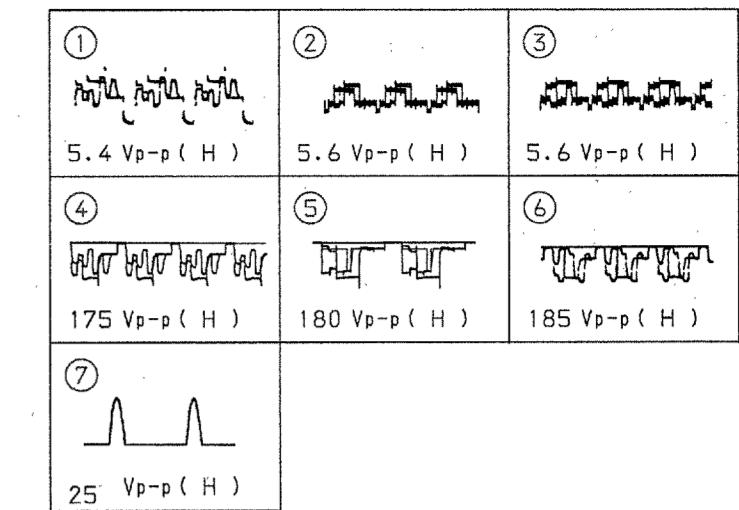 ① ② ③
5.4 Vp-p ( H ) 5.6 Vp-p ( H ) 5.6 Vp-p ( H )
④ ⑤ ⑥
175 Vp-p ( H ) 180 Vp-p ( H ) 185 Vp-p ( H )
⑦
25 Vp-p ( H )